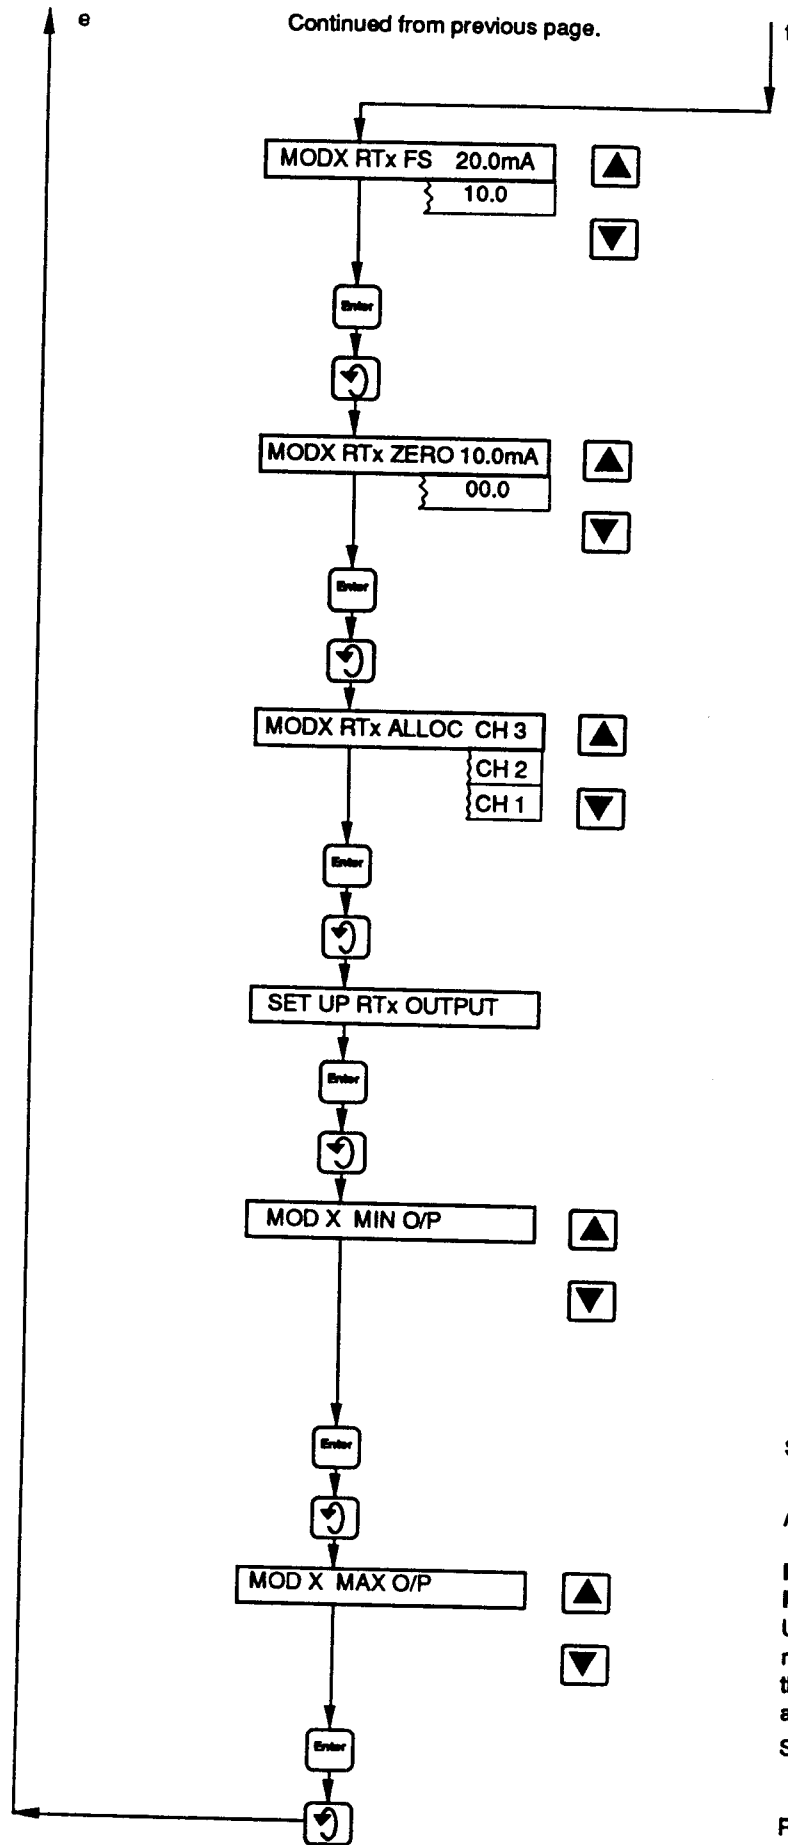 e
Continued from previous page.
MODX RTx FS 20.0mA
10.0
Enter
MODX RTx ZERO 10.0mA
00.0
Enter
MODX RTx ALLOC CH 3
CH 2
CH 1
Enter
SET UP RTx OUTPUT
Enter
MOD X MIN O/P
Enter
MOD X MAX O/P
Enter